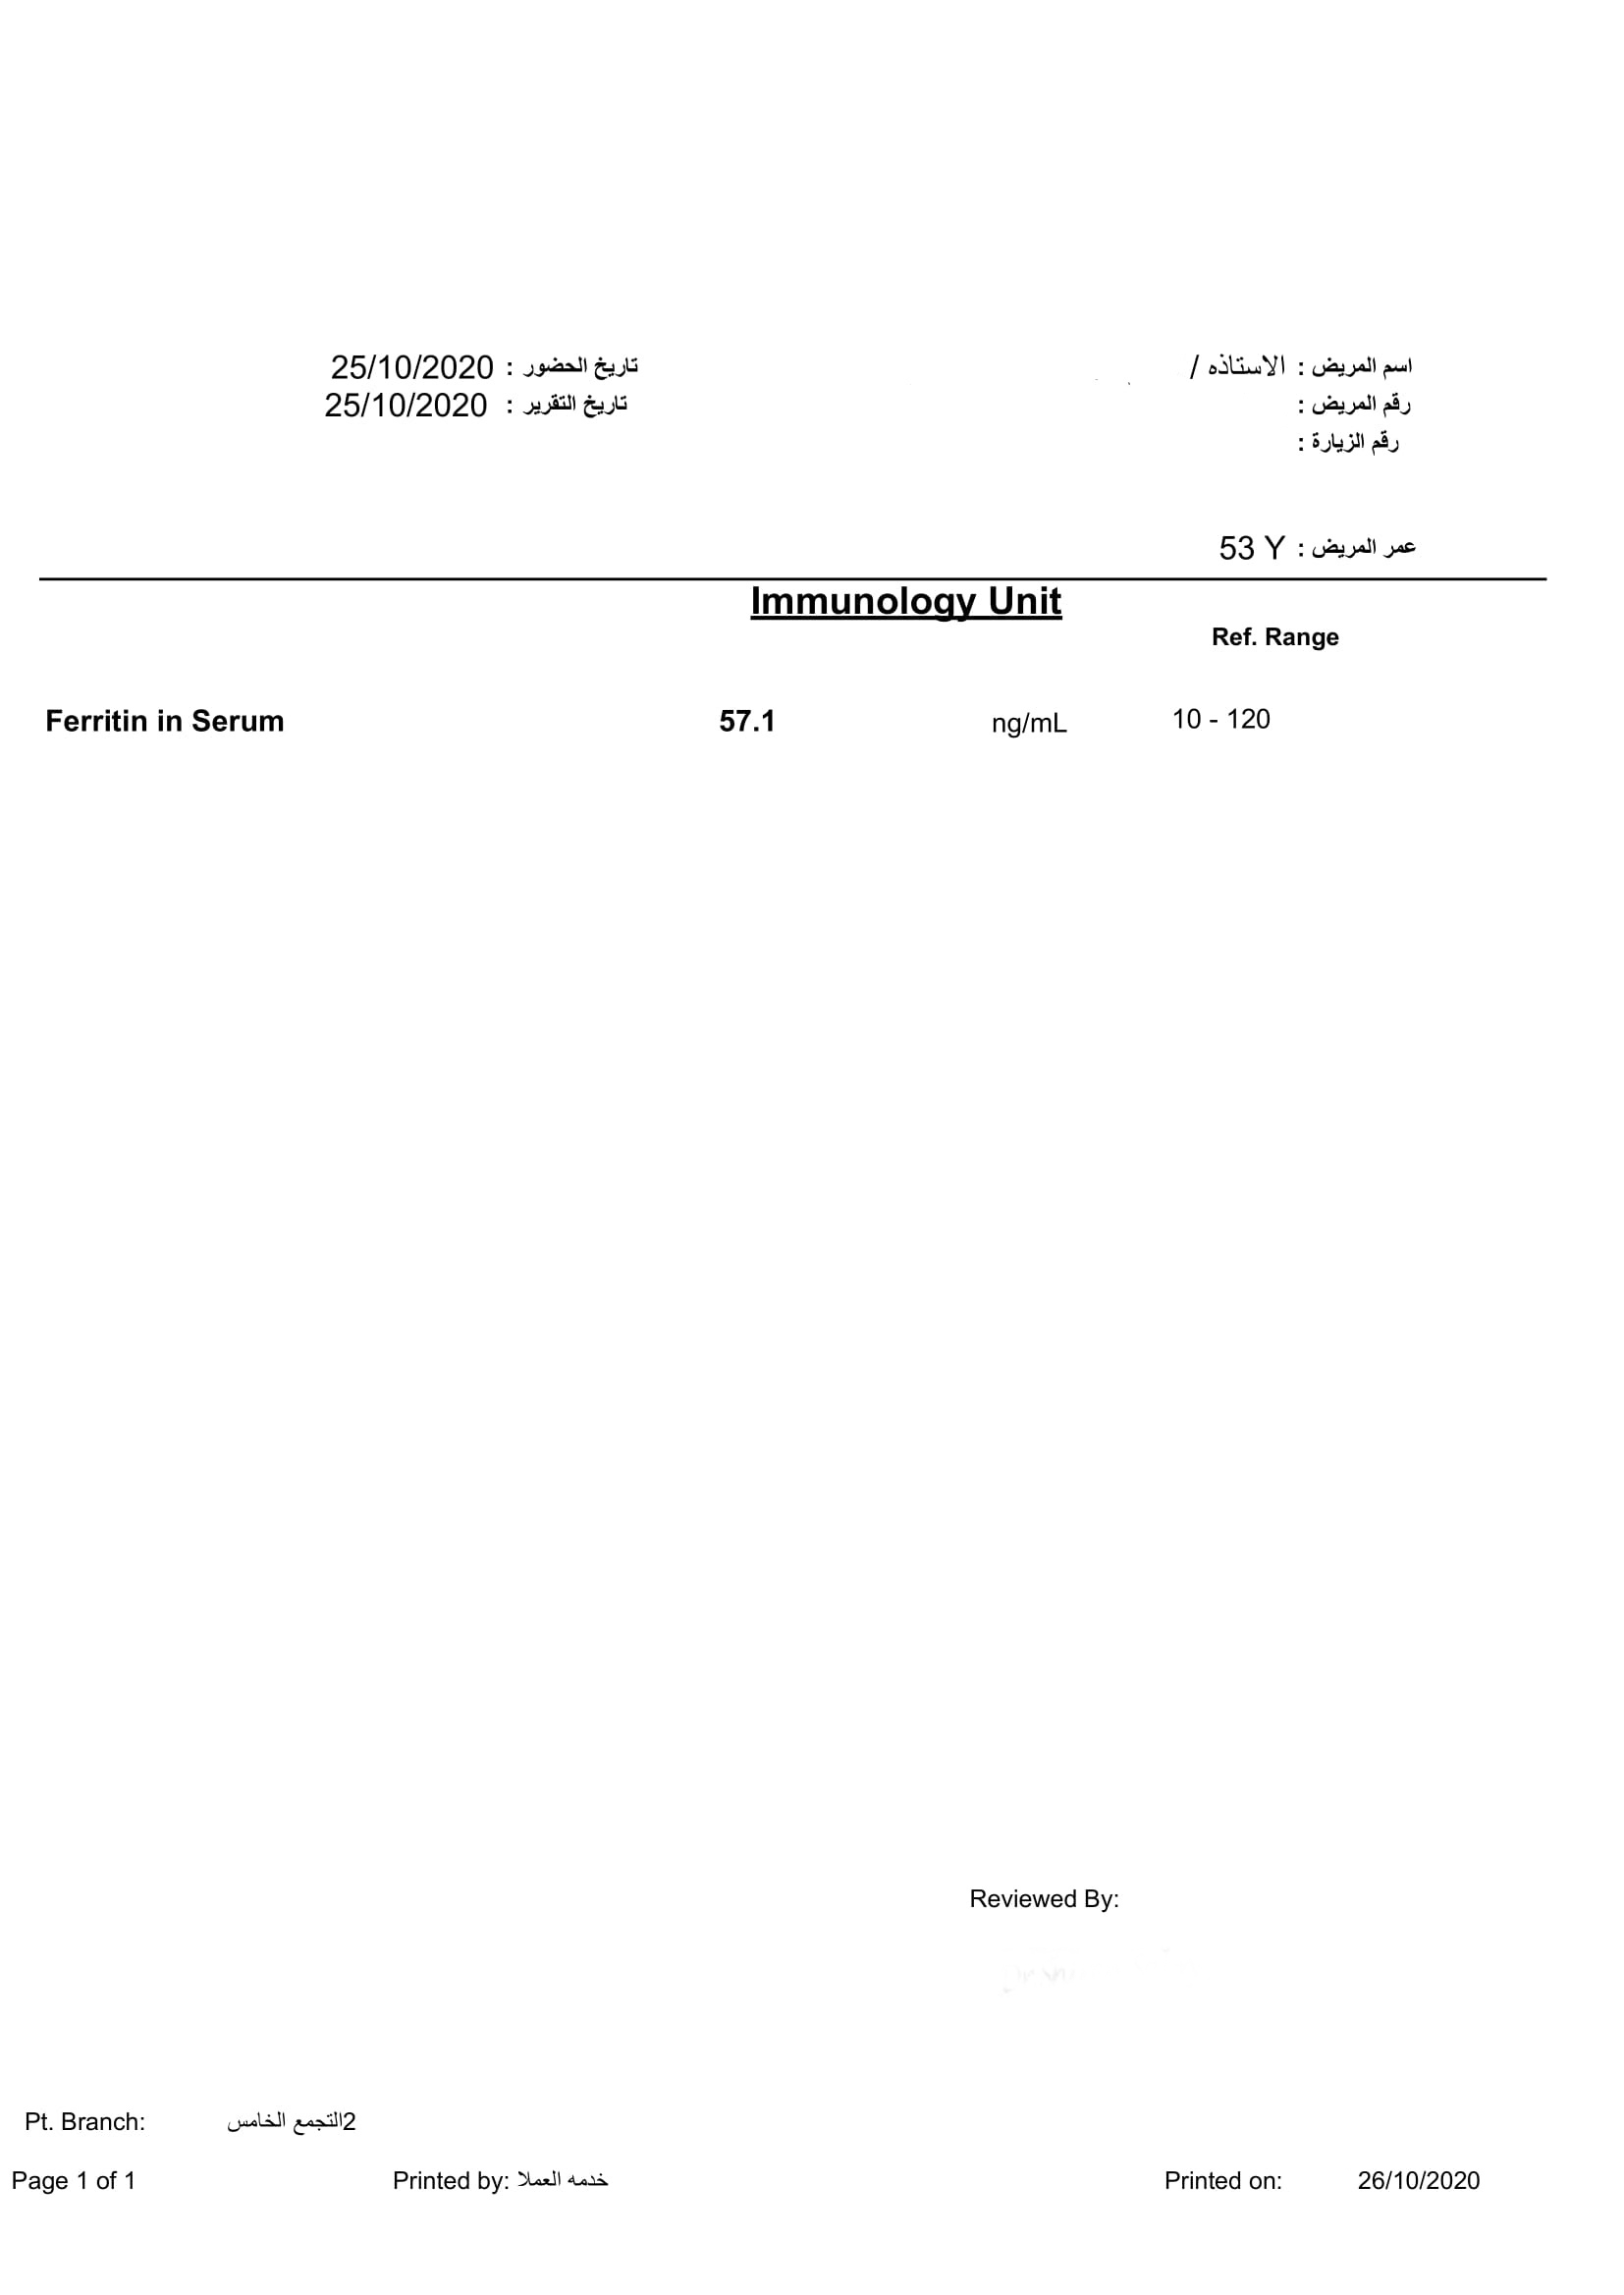 اسم المريض : الاستاذه /
تاريخ الحضور : 25/10/2020
رقم المريض :
تاريخ التقرير : 25/10/2020
رقم الزيارة :
عمر المريض : 53 Y
Immunology Unit
Ref. Range
Ferritin in Serum 57.1 ng/mL 10 - 120
Reviewed By:
Pt. Branch: التجمع الخامس2
Page 1 of 1 Printed by: خدمه العملا Printed on: 26/10/2020